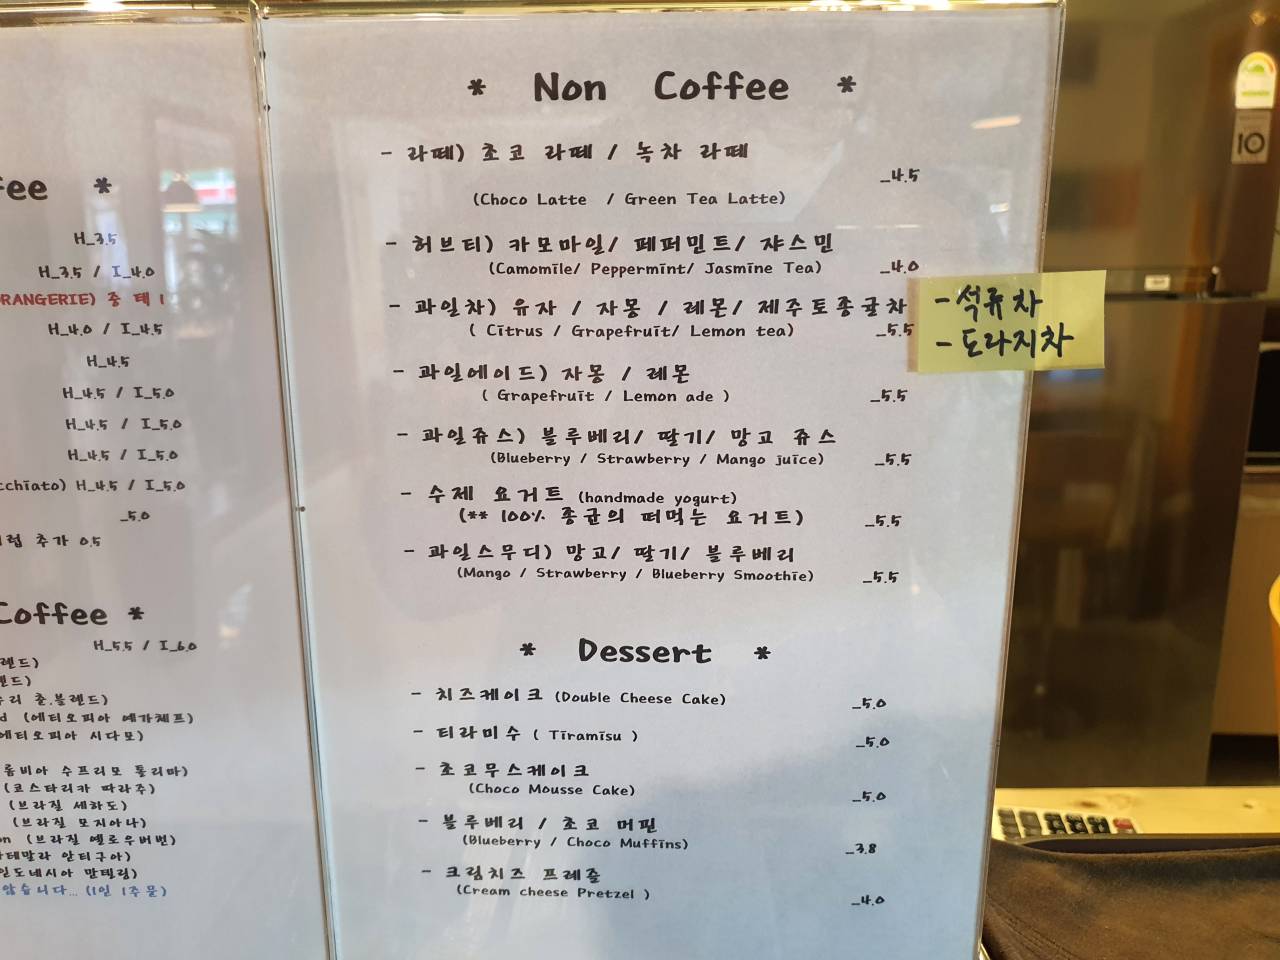 ffee *
H_3.5
H_3.5 / I_4.0
RANGERIE) 중 택 1
H_4.0 / I_4.5
H_4.5
H_4.5 / I_5.0
H_4.5 / I_5.0
H_4.5 / I_5.0
cchiato) H_4.5 / I_5.0
_5.0
럽 추가 0.5
Coffee *
H_5.5 / I_6.0
렌드)
랜드)
블렌드)
d (에티오피아 예가체프)
에티오피아 시다모)
롬비아 수프리모 톨리마)
(코스타리카 따라주)
(브라질 세하도)
(브라질 모지아나)
on (브라질 옐로우버번)
테말라 안티구아)
인도네시아 만델링)
않습니다... (1인 1주문)
* Non Coffee *
- 라떼) 초코 라떼 / 녹차 라떼
_4.5
(Choco Latte / Green Tea Latte)
- 허브티) 카모마일/ 페퍼민트/ 쟈스민
(Camomile/ Peppermint/ Jasmine Tea) _4.0
- 과일차) 유자 / 자몽 / 레몬/ 제주토종귤차
( Citrus / Grapefruit/ Lemon tea) _5.5
- 석류차
- 도라지차
- 과일에이드) 자몽 / 레몬
( Grapefruit / Lemon ade ) _5.5
- 과일쥬스) 블루베리/ 딸기/ 망고 쥬스
(Blueberry / Strawberry / Mango juice) _5.5
- 수제 요거트 (handmade yogurt)
(** 100% 종균의 떠먹는 요거트) _5.5
- 과일스무디) 망고/ 딸기/ 블루베리
(Mango / Strawberry / Blueberry Smoothie) _5.5
* Dessert *
- 치즈케이크 (Double Cheese Cake) _5.0
- 티라미수 ( Tiramisu ) _5.0
- 초코무스케이크
(Choco Mousse Cake) _5.0
- 블루베리 / 초코 머핀
(Blueberry / Choco Muffins) _3.8
- 크림치즈 프레즐
(Cream cheese Pretzel ) _4.0
10